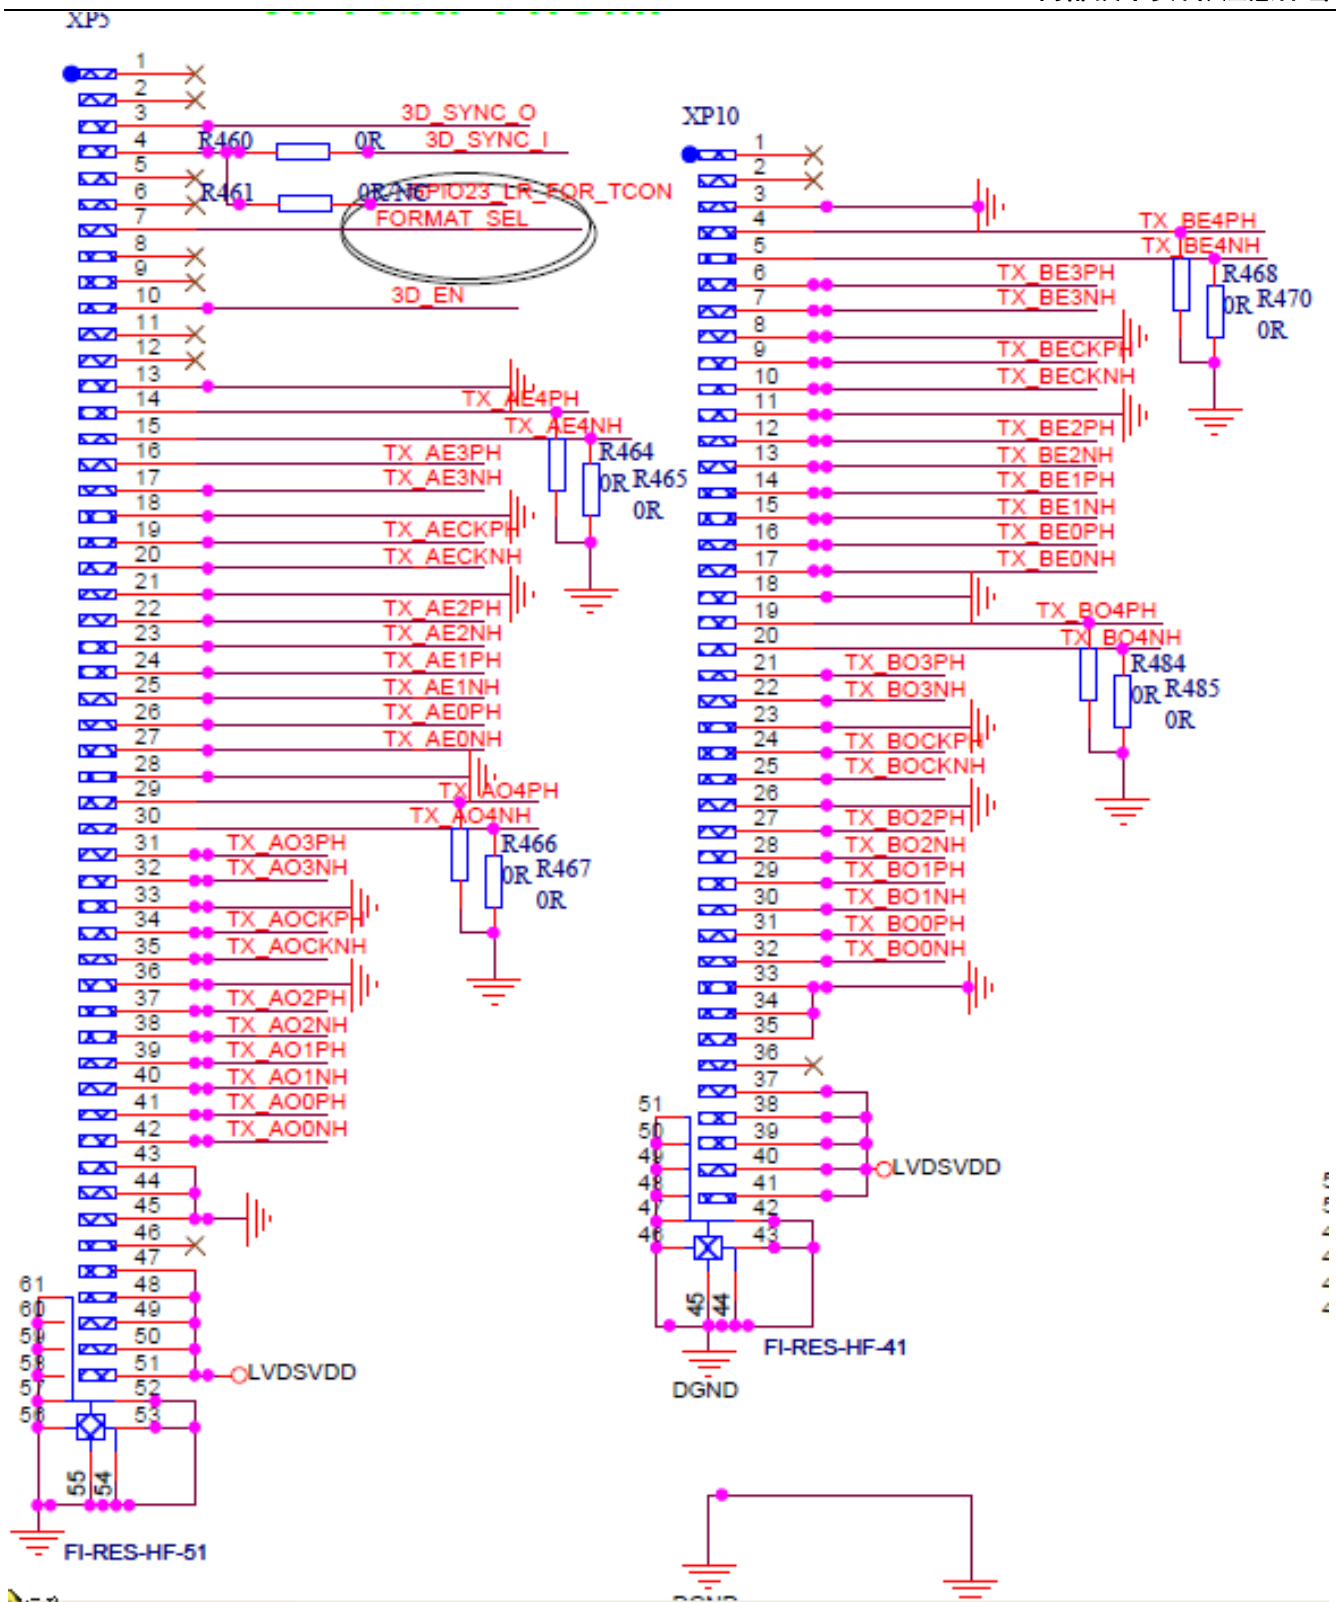 XP5
1
2
3 3D_SYNC_O
4 R460 0R 3D_SYNC_I
5
6 R461 0R/NC GPIO23_LR_FOR_TCON
7 FORMAT_SEL
8
9
10 3D_EN
11
12
13
14 TX_AE4PH
15 TX_AE4NH
16 TX_AE3PH R464
17 TX_AE3NH 0R R465
18 0R
19 TX_AECKPH
20 TX_AECKNH
21
22 TX_AE2PH
23 TX_AE2NH
24 TX_AE1PH
25 TX_AE1NH
26 TX_AE0PH
27 TX_AE0NH
28
29 TX_AO4PH
30 TX_AO4NH
31 TX_AO3PH R466
32 TX_AO3NH 0R R467
33 0R
34 TX_AOCKPH
35 TX_AOCKNH
36
37 TX_AO2PH
38 TX_AO2NH
39 TX_AO1PH
40 TX_AO1NH
41 TX_AO0PH
42 TX_AO0NH
43
44
45
46
47
61 48
60 49
59 50
58 51 LVDSVDD
57 52
56 53
55 54
FI-RES-HF-51
XP10
1
2
3
4 TX_BE4PH
5 TX_BE4NH
6 TX_BE3PH R468
7 TX_BE3NH 0R R470
8 0R
9 TX_BECKPH
10 TX_BECKNH
11
12 TX_BE2PH
13 TX_BE2NH
14 TX_BE1PH
15 TX_BE1NH
16 TX_BE0PH
17 TX_BE0NH
18
19 TX_BO4PH
20 TX_BO4NH
21 TX_BO3PH R484
22 TX_BO3NH 0R R485
23 0R
24 TX_BOCKPH
25 TX_BOCKNH
26
27 TX_BO2PH
28 TX_BO2NH
29 TX_BO1PH
30 TX_BO1NH
31 TX_BO0PH
32 TX_BO0NH
33
34
35
36
37
51 38
50 39
49 40 LVDSVDD
48 41
47 42
46 43
45 44
FI-RES-HF-41
DGND
DGND